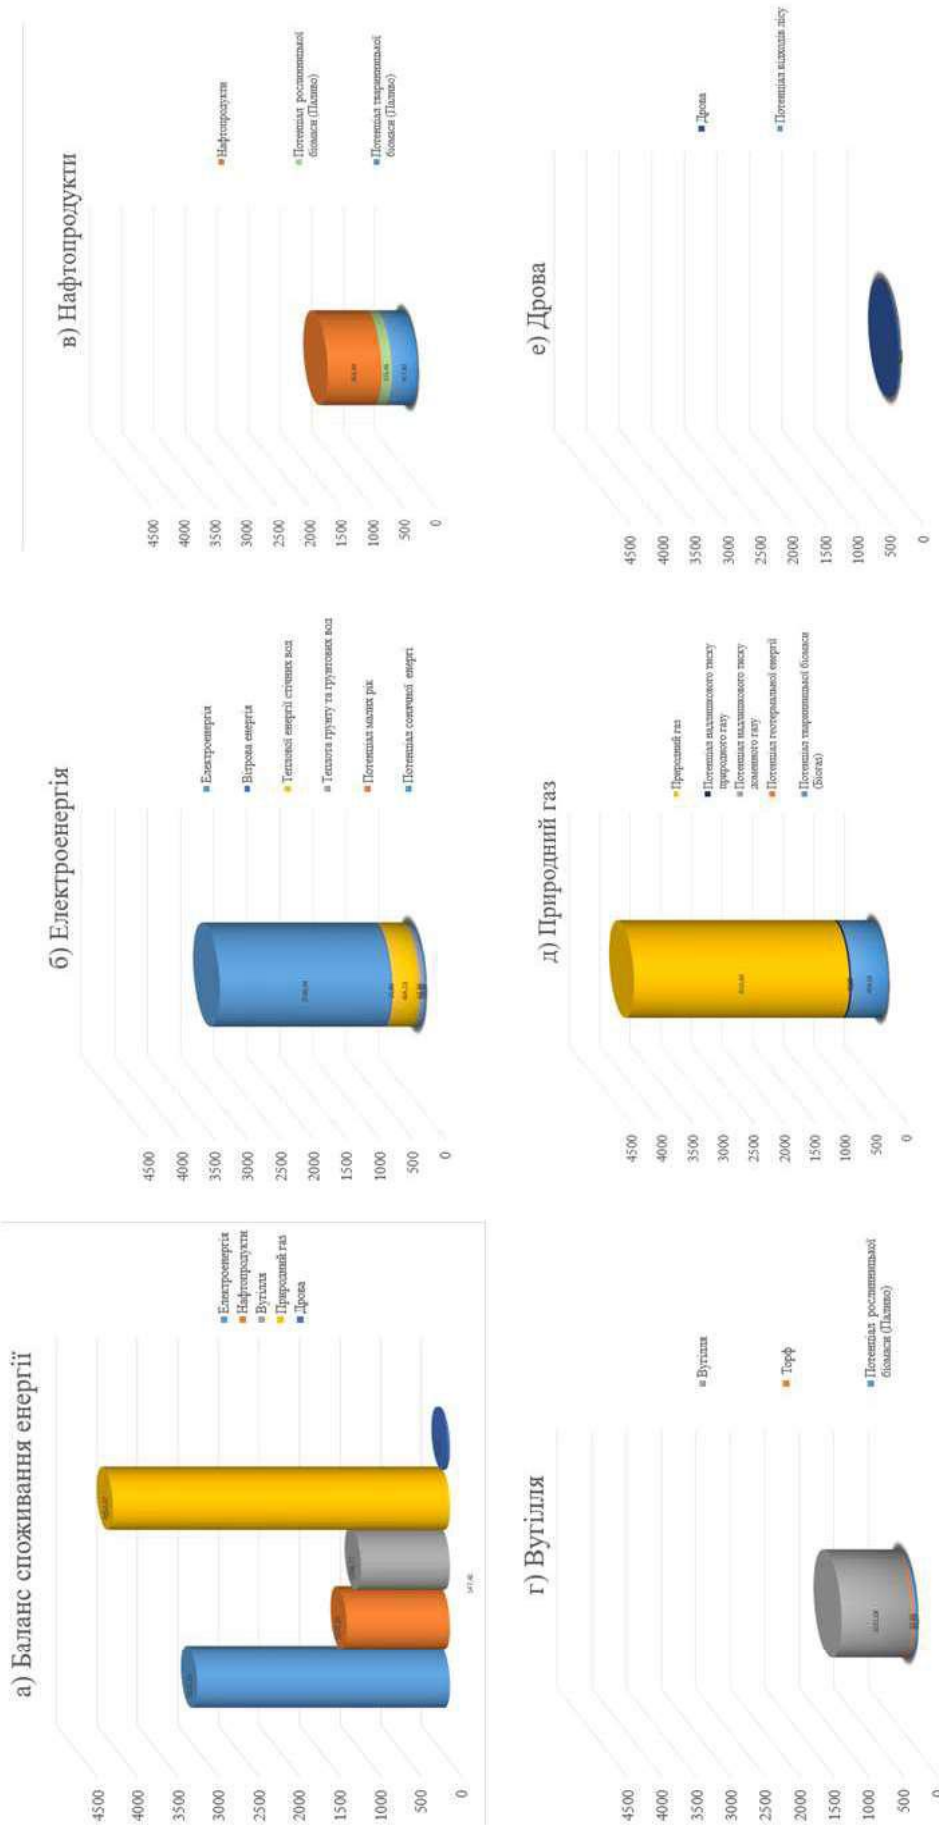 а) Баланс споживання енергії
4500
4000
3500
3000
2500
2000
1500
1000
500
0
Електроенергія
Нафтопродукти
Вугілля
Природний газ
Дрова
б) Електроенергія
4500
4000
3500
3000
2500
2000
1500
1000
500
0
Електроенергія
Вітрова енергія
Теплової енергії стічних вод
Теплота грунту та грунтових вод
Потенціал малих рік
Потенціал сонячної енергі
в) Нафтопродукти
4500
4000
3500
3000
2500
2000
1500
1000
500
0
Нафтопродукти
Потенціал рослинницької
біомаси (Паливо)
Потенціал тваринницької
біомаси (Паливо)
г) Вугілля
4500
4000
3500
3000
2500
2000
1500
1000
500
0
Вугілля
Торф
Потенціал рослинницької
біомаси (Паливо)
д) Природний газ
4500
4000
3500
3000
2500
2000
1500
1000
500
0
Природний газ
Потенціал надлишкового тиску
природного газу
Потенціал надлишкового тиску
доменного газу
Потенціал геотермальної енергії
Потенціал тваринницької біомаси
(Біогаз)
е) Дрова
4500
4000
3500
3000
2500
2000
1500
1000
500
0
Дрова
Потенціал відходів лісу